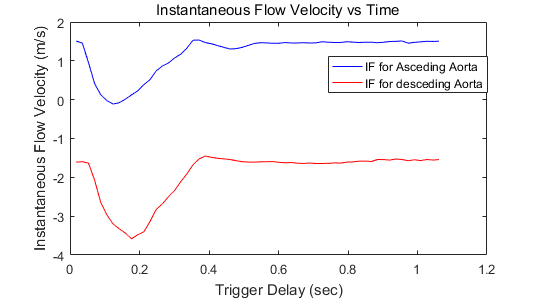 Instantaneous Flow Velocity vs Time
Instantaneous Flow Velocity (m/s)
2
1
0
-1
-2
-3
-4
IF for Asceding Aorta
IF for desceding Aorta
0
0.2
0.4
0.6
0.8
1
1.2
Trigger Delay (sec)